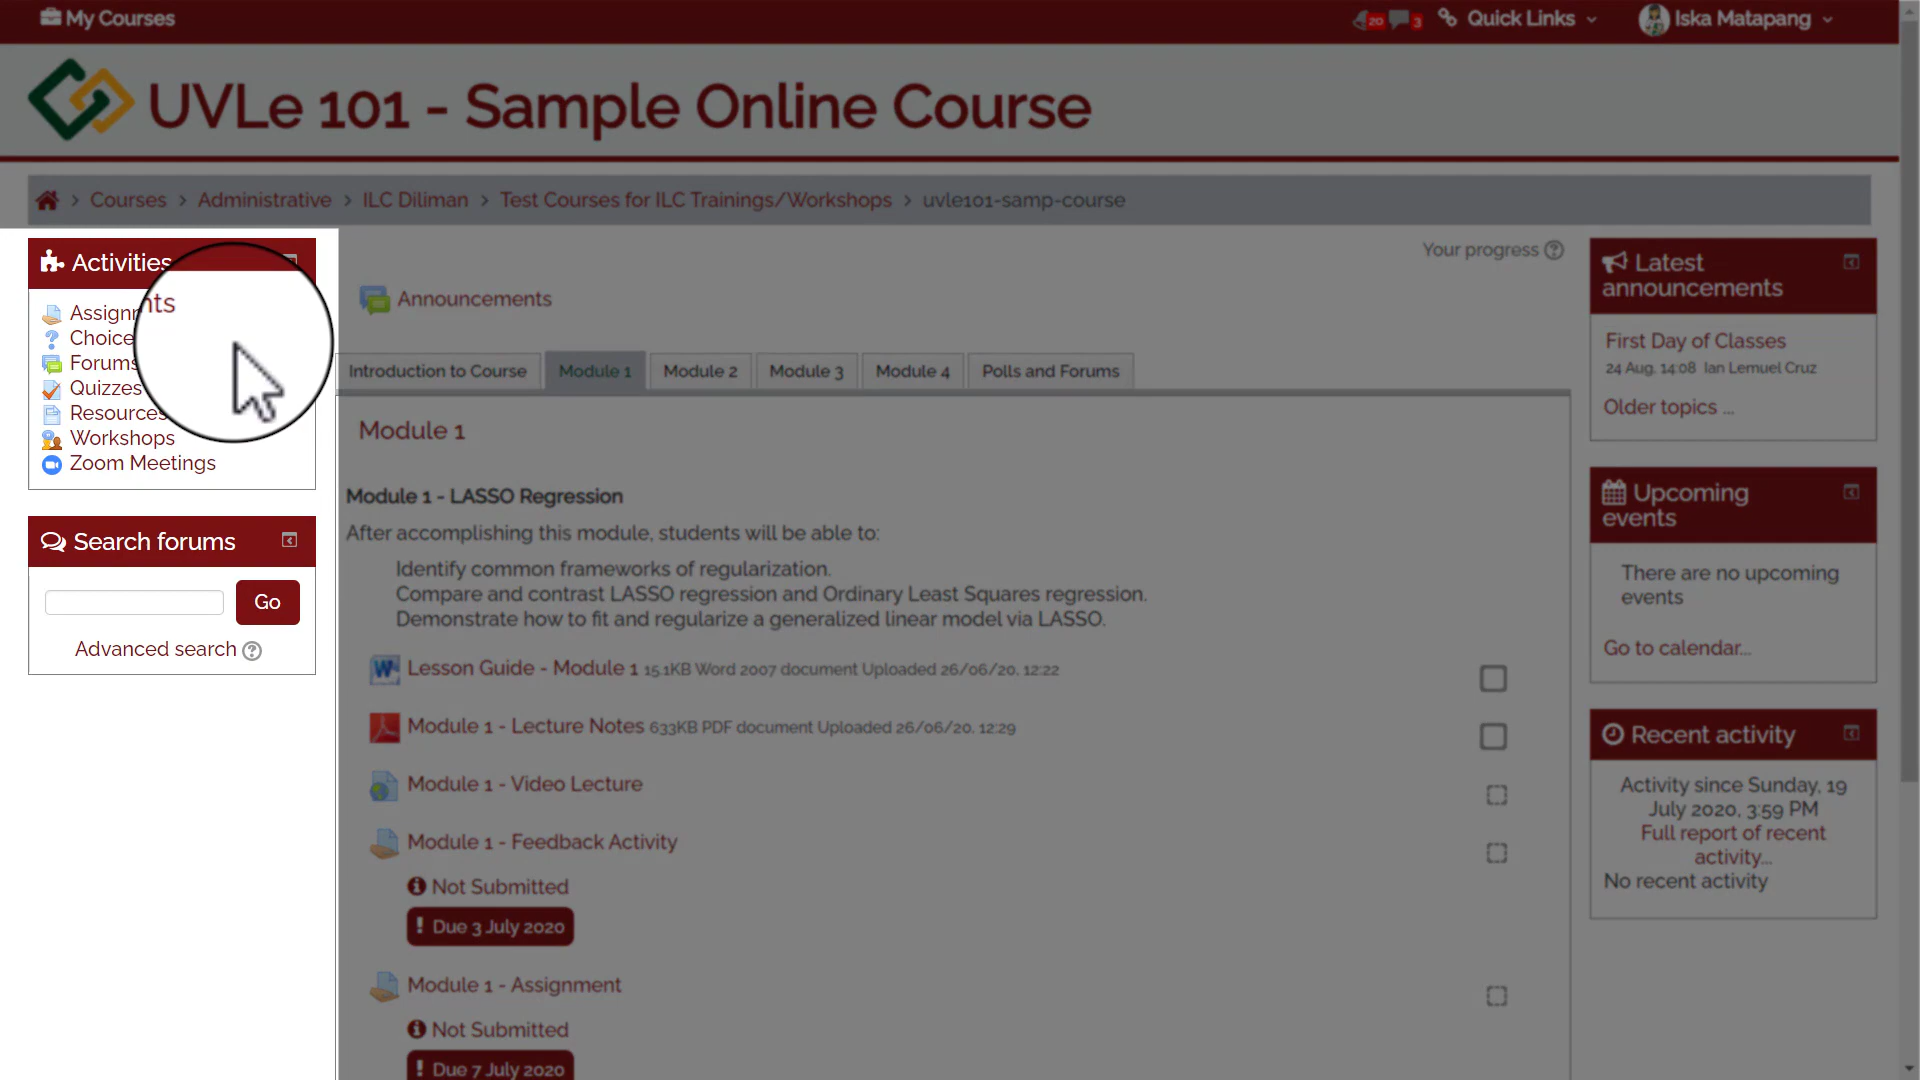 My Courses
20
3
Quick Links
Iska Matapang
UVLe 101 - Sample Online Course
Courses > Administrative > ILC Diliman > Test Courses for ILC Trainings/Workshops > uvle101-samp-course
Activities
nts
Assignm
Choice
Forums
Quizzes
Resources
Workshops
Zoom Meetings
Search forums
Go
Advanced search
Your progress
Announcements
Introduction to Course
Module 1
Module 2
Module 3
Module 4
Polls and Forums
Module 1
Module 1 - LASSO Regression
After accomplishing this module, students will be able to:
Identify common frameworks of regularization.
Compare and contrast LASSO regression and Ordinary Least Squares regression.
Demonstrate how to fit and regularize a generalized linear model via LASSO.
Lesson Guide - Module 1 15.1KB Word 2007 document Uploaded 26/06/20, 12:22
Module 1 - Lecture Notes 633KB PDF document Uploaded 26/06/20, 12:29
Module 1 - Video Lecture
Module 1 - Feedback Activity
Not Submitted
! Due 3 July 2020
Module 1 - Assignment
Not Submitted
! Due 7 July 2020
Latest
announcements
First Day of Classes
24 Aug, 14:08 Ian Lemuel Cruz
Older topics ...
Upcoming
events
There are no upcoming
events
Go to calendar...
Recent activity
Activity since Sunday, 19
July 2020, 3:59 PM
Full report of recent
activity...
No recent activity